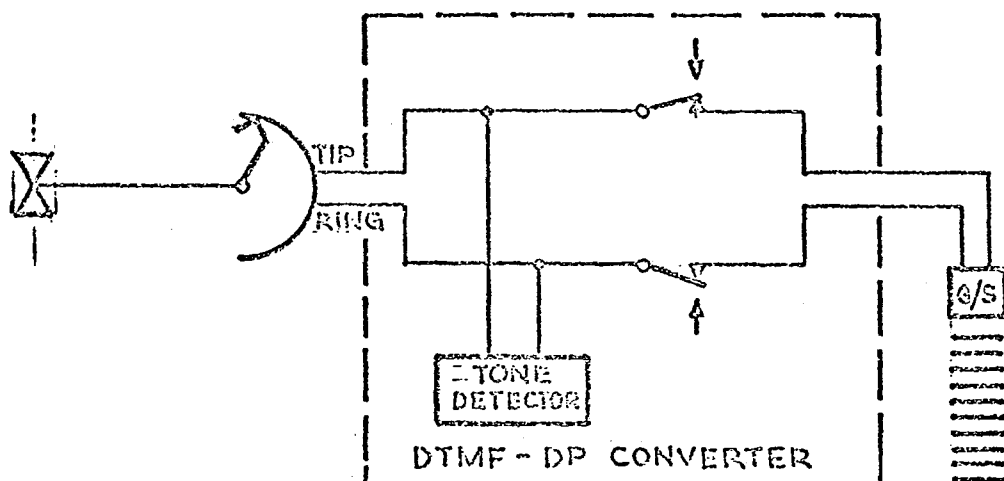 TIP
RING
TONE
DETECTOR
DTMF - DP CONVERTER
/S